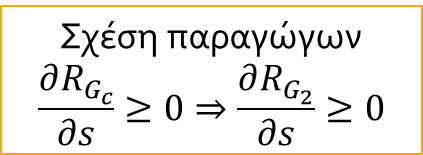 Σχέση παραγώγων
∂R_{G_c}/∂s ≥ 0 ⇒ ∂R_{G_2}/∂s ≥ 0